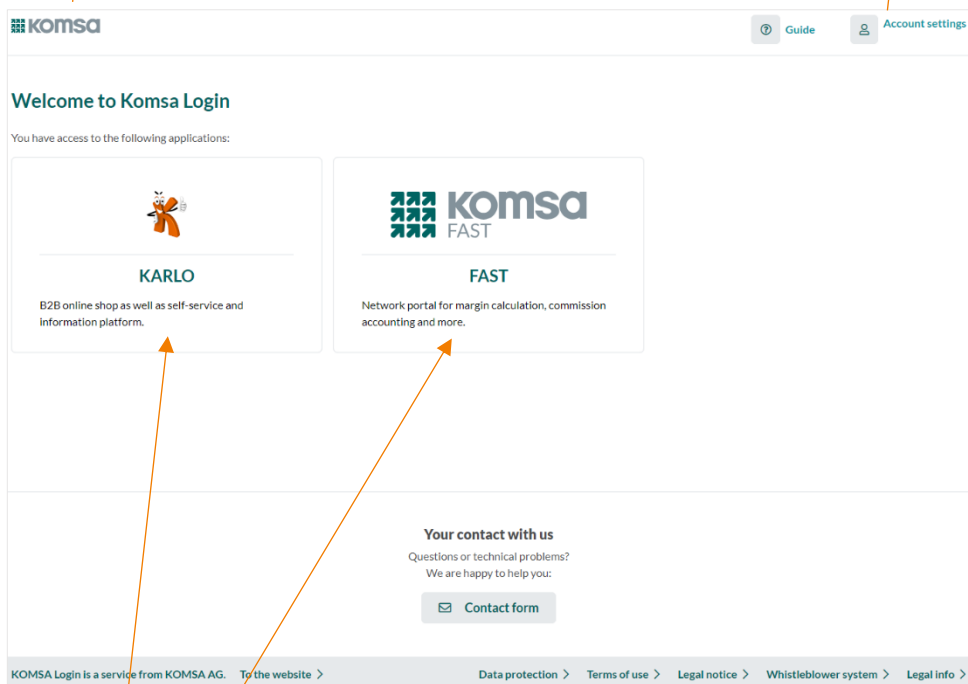 komsa
Guide
Account settings
Welcome to Komsa Login
You have access to the following applications:
KARLO
B2B online shop as well as self-service and
information platform.
komsa
FAST
FAST
Network portal for margin calculation, commission
accounting and more.
Your contact with us
Questions or technical problems?
We are happy to help you:
Contact form
KOMSA Login is a service from KOMSA AG. To the website > Data protection > Terms of use > Legal notice > Whistleblower system > Legal info >